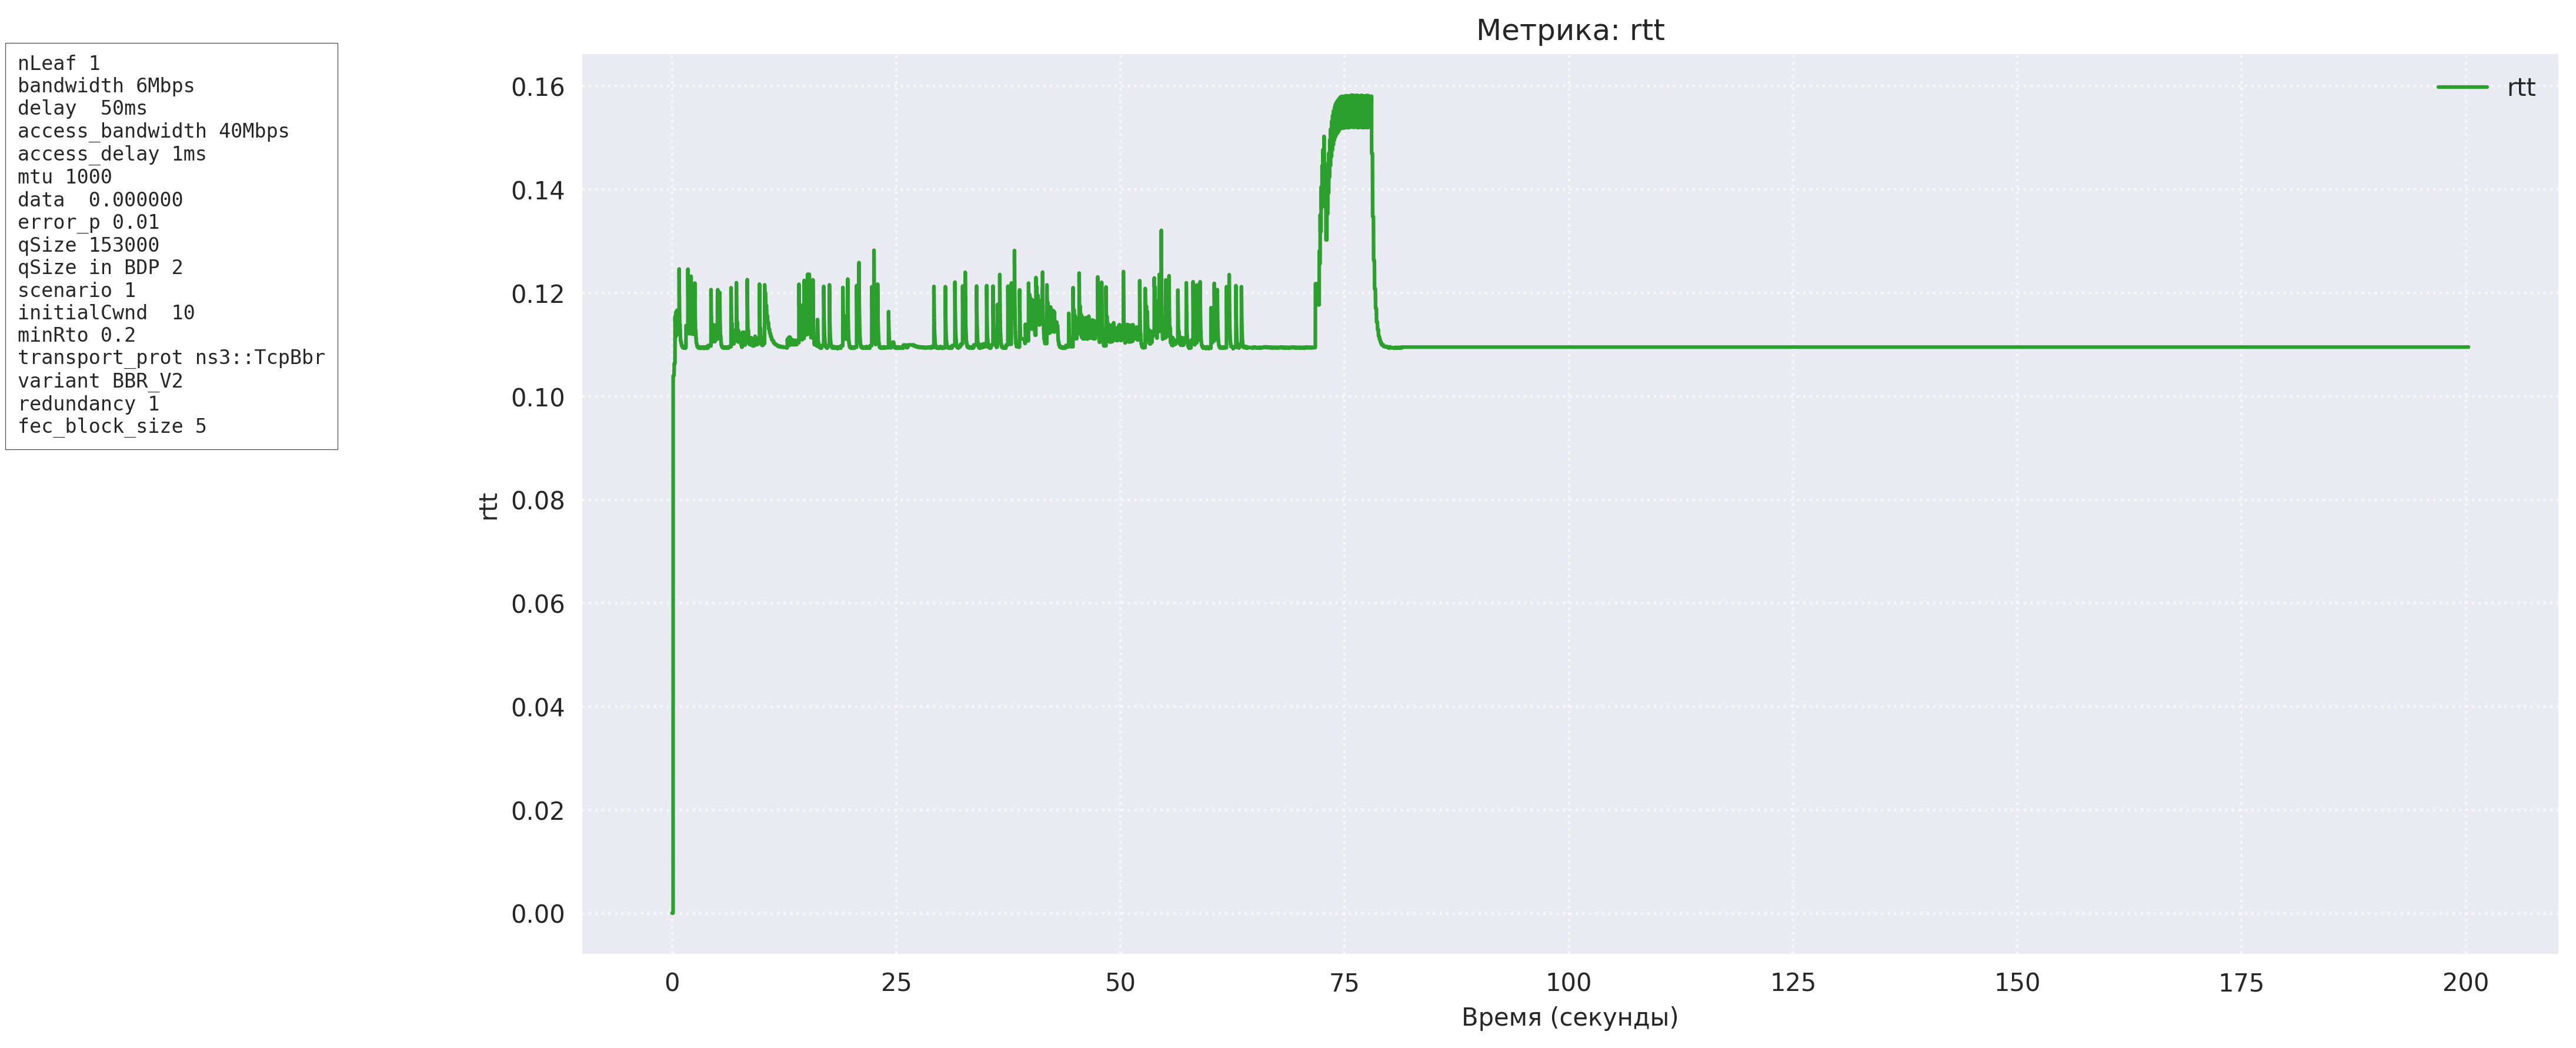 Метрика: rtt
nLeaf 1
bandwidth 6Mbps
delay  50ms
access_bandwidth 40Mbps
access_delay 1ms
mtu 1000
data  0.000000
error_p 0.01
qSize 153000
qSize in BDP 2
scenario 1
initialCwnd  10
minRto 0.2
transport_prot ns3::TcpBbr
variant BBR_V2
redundancy 1
fec_block_size 5
rtt
0.16
0.14
0.12
0.10
0.08
0.06
0.04
0.02
0.00
rtt
0 25 50 75 100 125 150 175 200
Время (секунды)